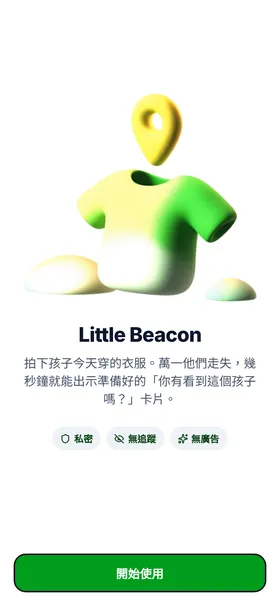 Little Beacon
拍下孩子今天穿的衣服。萬一他們走失，幾
秒鐘就能出示準備好的「你有看到這個孩子
嗎？」卡片。
私密
無追蹤
無廣告
開始使用